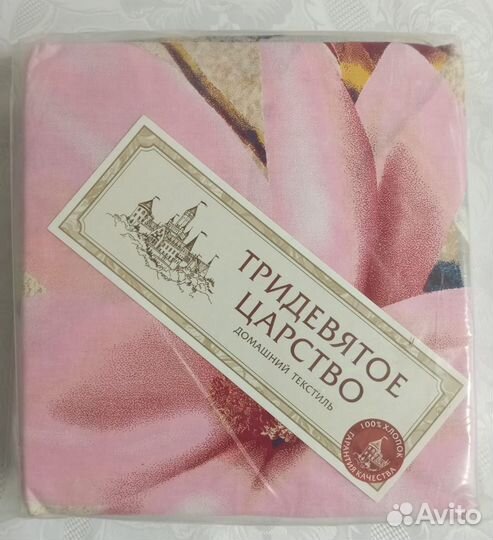 ТРИДЕВЯТОЕ
ЦАРСТВО
ДОМАШНИЙ ТЕКСТИЛЬ
100% ХЛОПОК
ГАРАНТИЯ КАЧЕСТВА
Avito